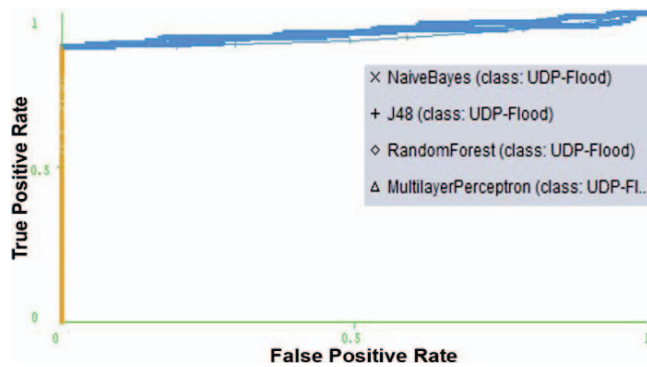 1
× NaiveBayes (class: UDP-Flood)
+ J48 (class: UDP-Flood)
◇ RandomForest (class: UDP-Flood)
△ MultilayerPerceptron (class: UDP-Fl..
True Positive Rate
0.5
0
0
0.5
1
False Positive Rate